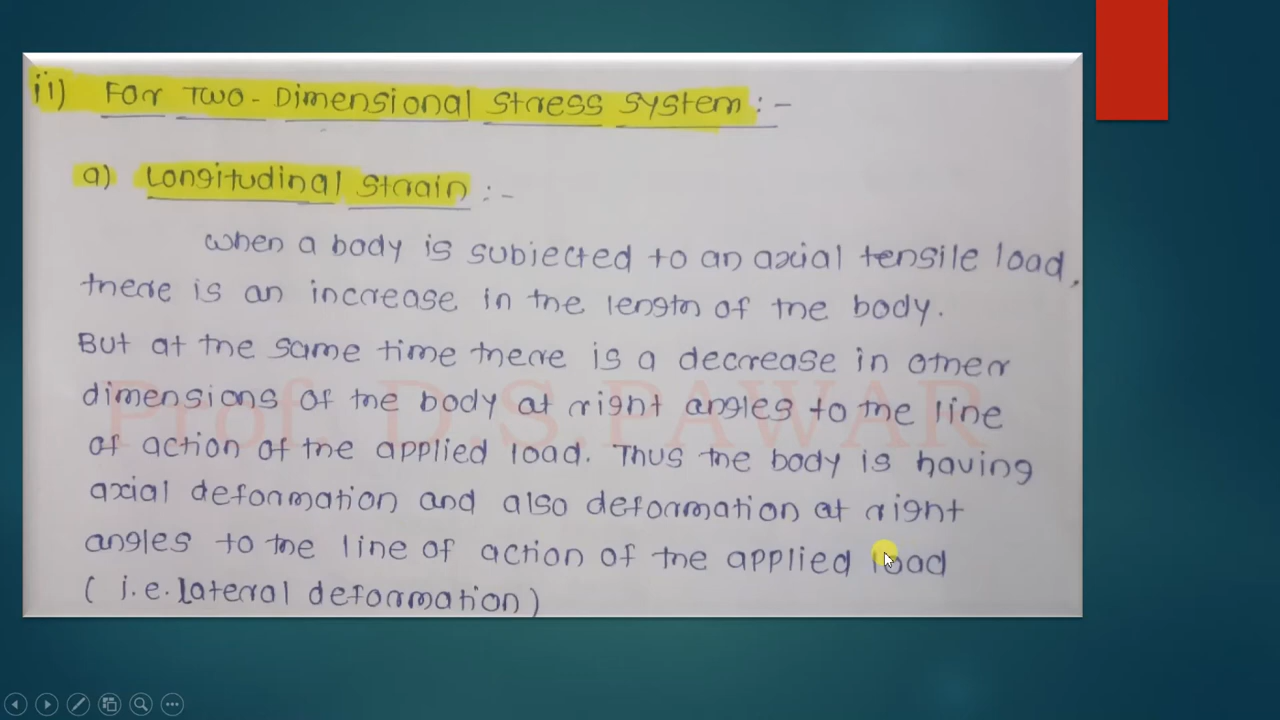 ii) For Two-Dimensional Stress System :-
a) Longitudinal Strain :-
When a body is subjected to an axial tensile load,
there is an increase in the length of the body.
But at the same time there is a decrease in other
dimensions of the body at right angles to the line
of action of the applied load. Thus the body is having
axial deformation and also deformation at right
angles to the line of action of the applied load
( i.e. lateral deformation)
Prof. D.S.PAWAR